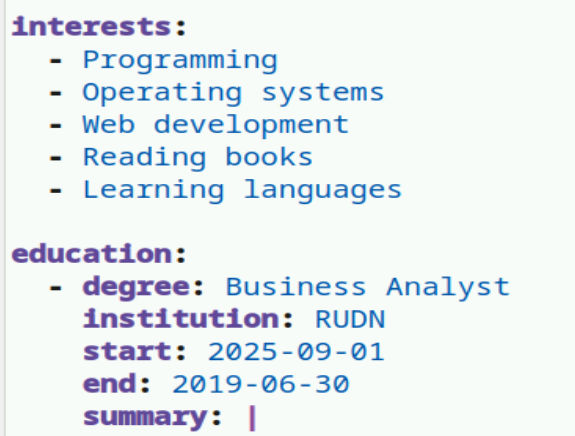 interests:
  - Programming
  - Operating systems
  - Web development
  - Reading books
  - Learning languages

education:
  - degree: Business Analyst
    institution: RUDN
    start: 2025-09-01
    end: 2019-06-30
    summary: |